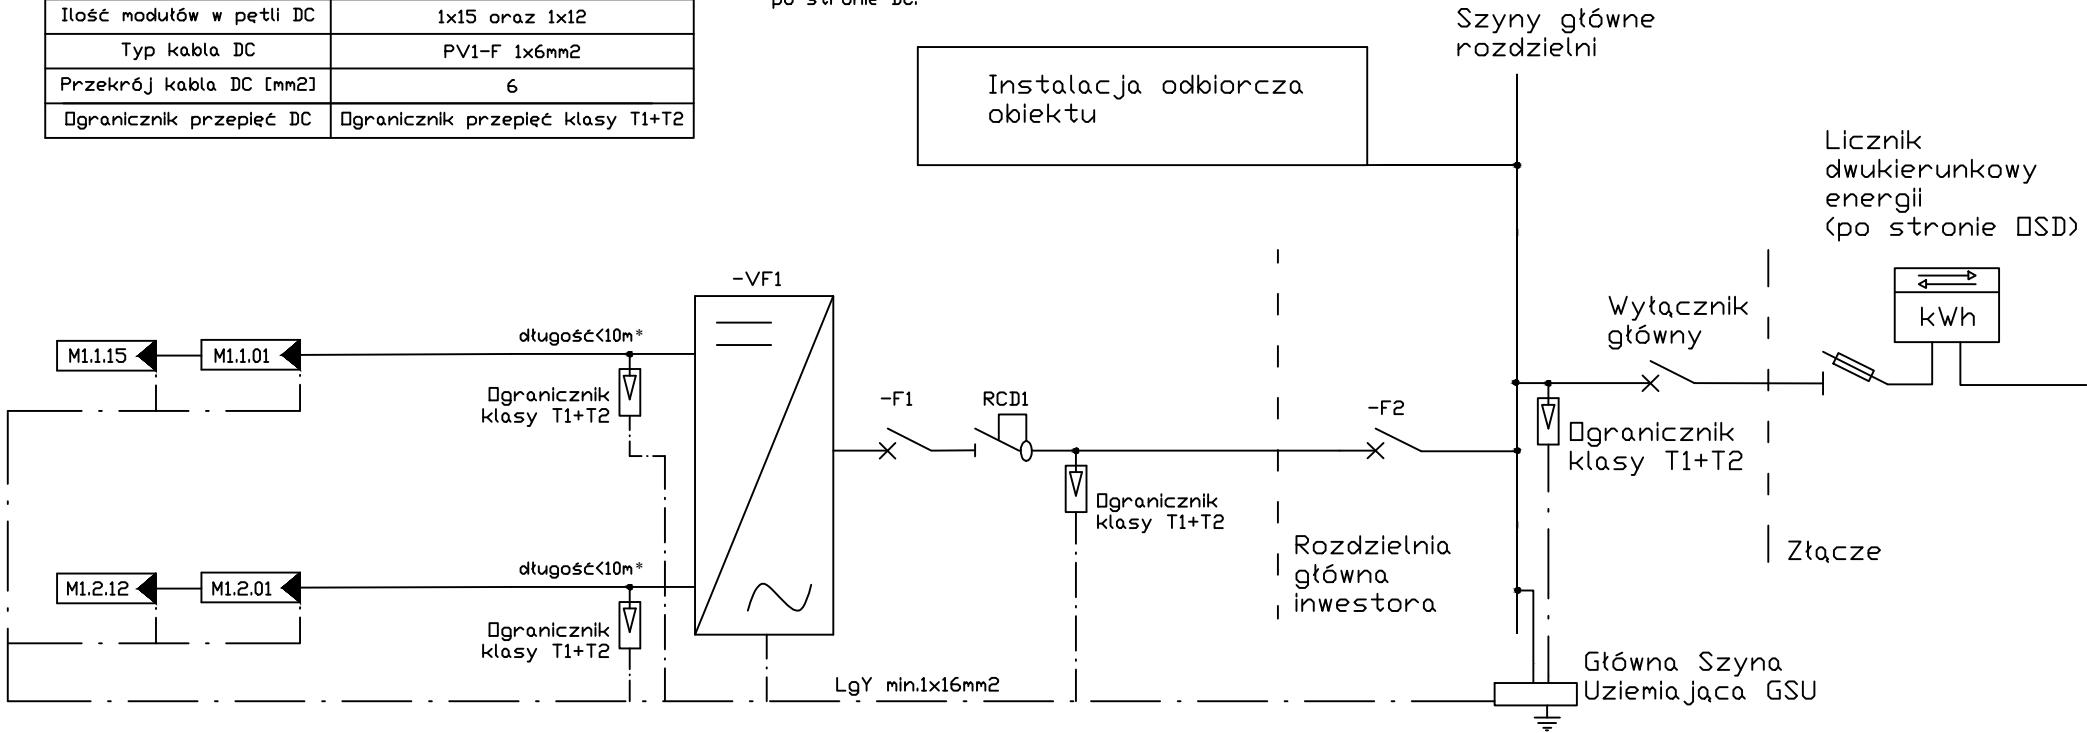 po stronie DC.
Ilość modułów w pętli DC 1x15 oraz 1x12
Typ kabla DC PV1-F 1x6mm2
Przekrój kabla DC [mm2] 6
Ogranicznik przepięć DC Ogranicznik przepięć klasy T1+T2
Szyny główne
rozdzielni
Instalacja odbiorcza
obiektu
Licznik
dwukierunkowy
energii
(po stronie OSD)
kWh
Wyłącznik
główny
-VF1
długość<10m*
M1.1.15
M1.1.01
Ogranicznik
klasy T1+T2
-F1
RCD1
-F2
Ogranicznik
klasy T1+T2
Ogranicznik
klasy T1+T2
Rozdzielnia
główna
inwestora
Złącze
długość<10m*
M1.2.12
M1.2.01
Ogranicznik
klasy T1+T2
LgY min.1x16mm2
Główna Szyna
Uziemiająca GSU